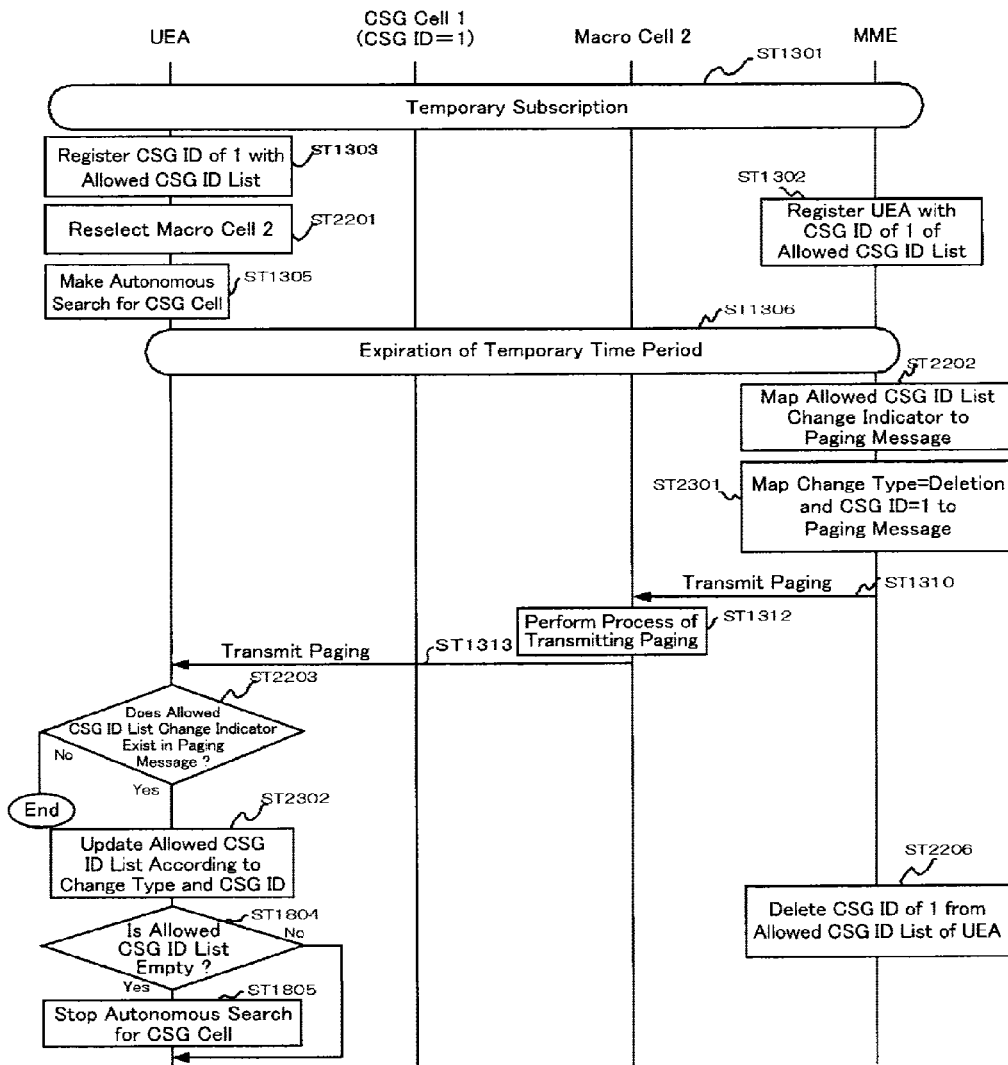 UEA
CSG Cell 1
(CSG ID=1)
Macro Cell 2
MME
ST1301
Temporary Subscription
Register CSG ID of 1 with
Allowed CSG ID List
ST1303
ST1302
Register UEA with
CSG ID of 1 of
Allowed CSG ID List
Reselect Macro Cell 2
ST2201
Make Autonomous
Search for CSG Cell
ST1305
ST1306
Expiration of Temporary Time Period
ST2202
Map Allowed CSG ID List
Change Indicator to
Paging Message
ST2301
Map Change Type=Deletion
and CSG ID=1 to
Paging Message
Transmit Paging
ST1310
Perform Process of
Transmitting Paging
ST1312
Transmit Paging
ST1313
ST2203
Does Allowed
CSG ID List Change Indicator
Exist in Paging
Message ?
No
Yes
End
ST2302
Update Allowed CSG
ID List According to
Change Type and CSG ID
ST2206
Delete CSG ID of 1 from
Allowed CSG ID List of UEA
ST1804
Is Allowed
CSG ID List
Empty ?
No
Yes
ST1805
Stop Autonomous Search
for CSG Cell